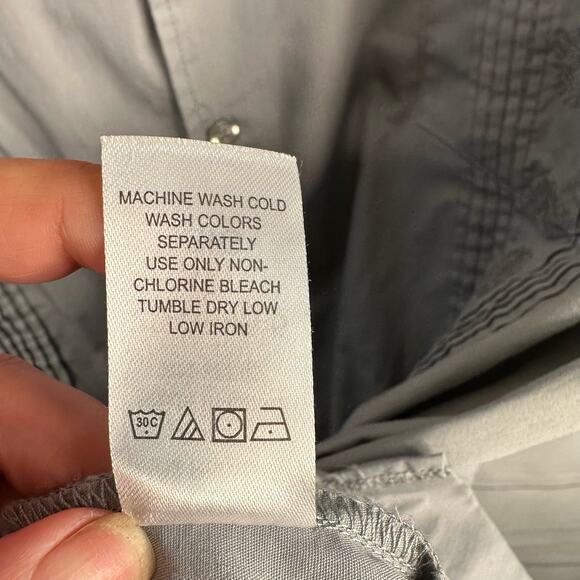 MACHINE WASH COLD
WASH COLORS
SEPARATELY
USE ONLY NON-
CHLORINE BLEACH
TUMBLE DRY LOW
LOW IRON
30C